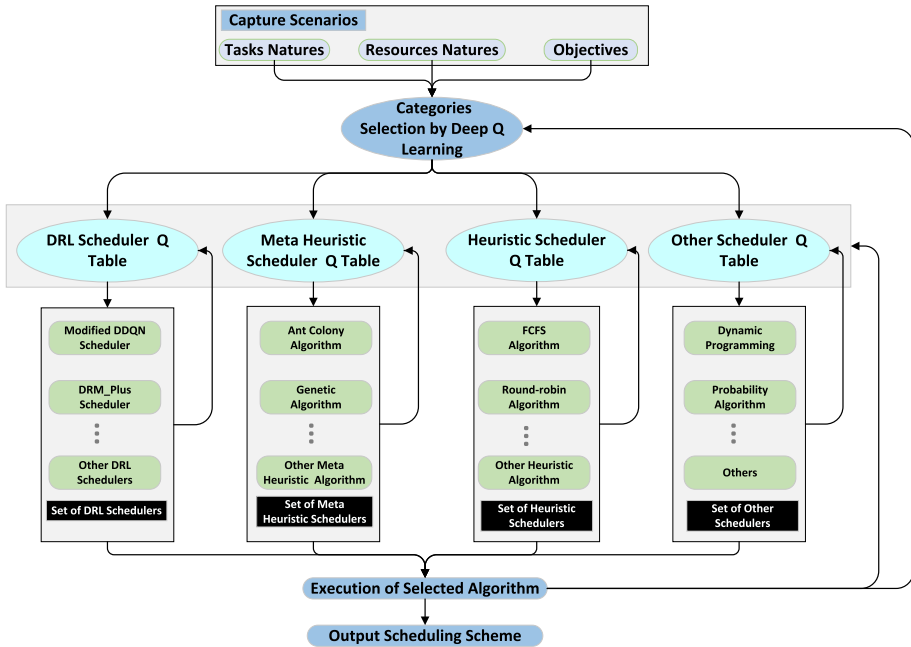 Capture Scenarios
Tasks Natures
Resources Natures
Objectives
Categories
Selection by Deep Q
Learning
DRL Scheduler Q
Table
Meta Heuristic
Scheduler Q Table
Heuristic Scheduler
Q Table
Other Scheduler Q
Table
Modified DDQN
Scheduler
DRM_Plus
Scheduler
Other DRL
Schedulers
Set of DRL Schedulers
Ant Colony
Algorithm
Genetic
Algorithm
Other Meta
Heuristic Algorithm
Set of Meta
Heuristic Schedulers
FCFS
Algorithm
Round-robin
Algorithm
Other Heuristic
Algorithm
Set of Heuristic
Schedulers
Dynamic
Programming
Probability
Algorithm
Others
Set of Other
Schedulers
Execution of Selected Algorithm
Output Scheduling Scheme